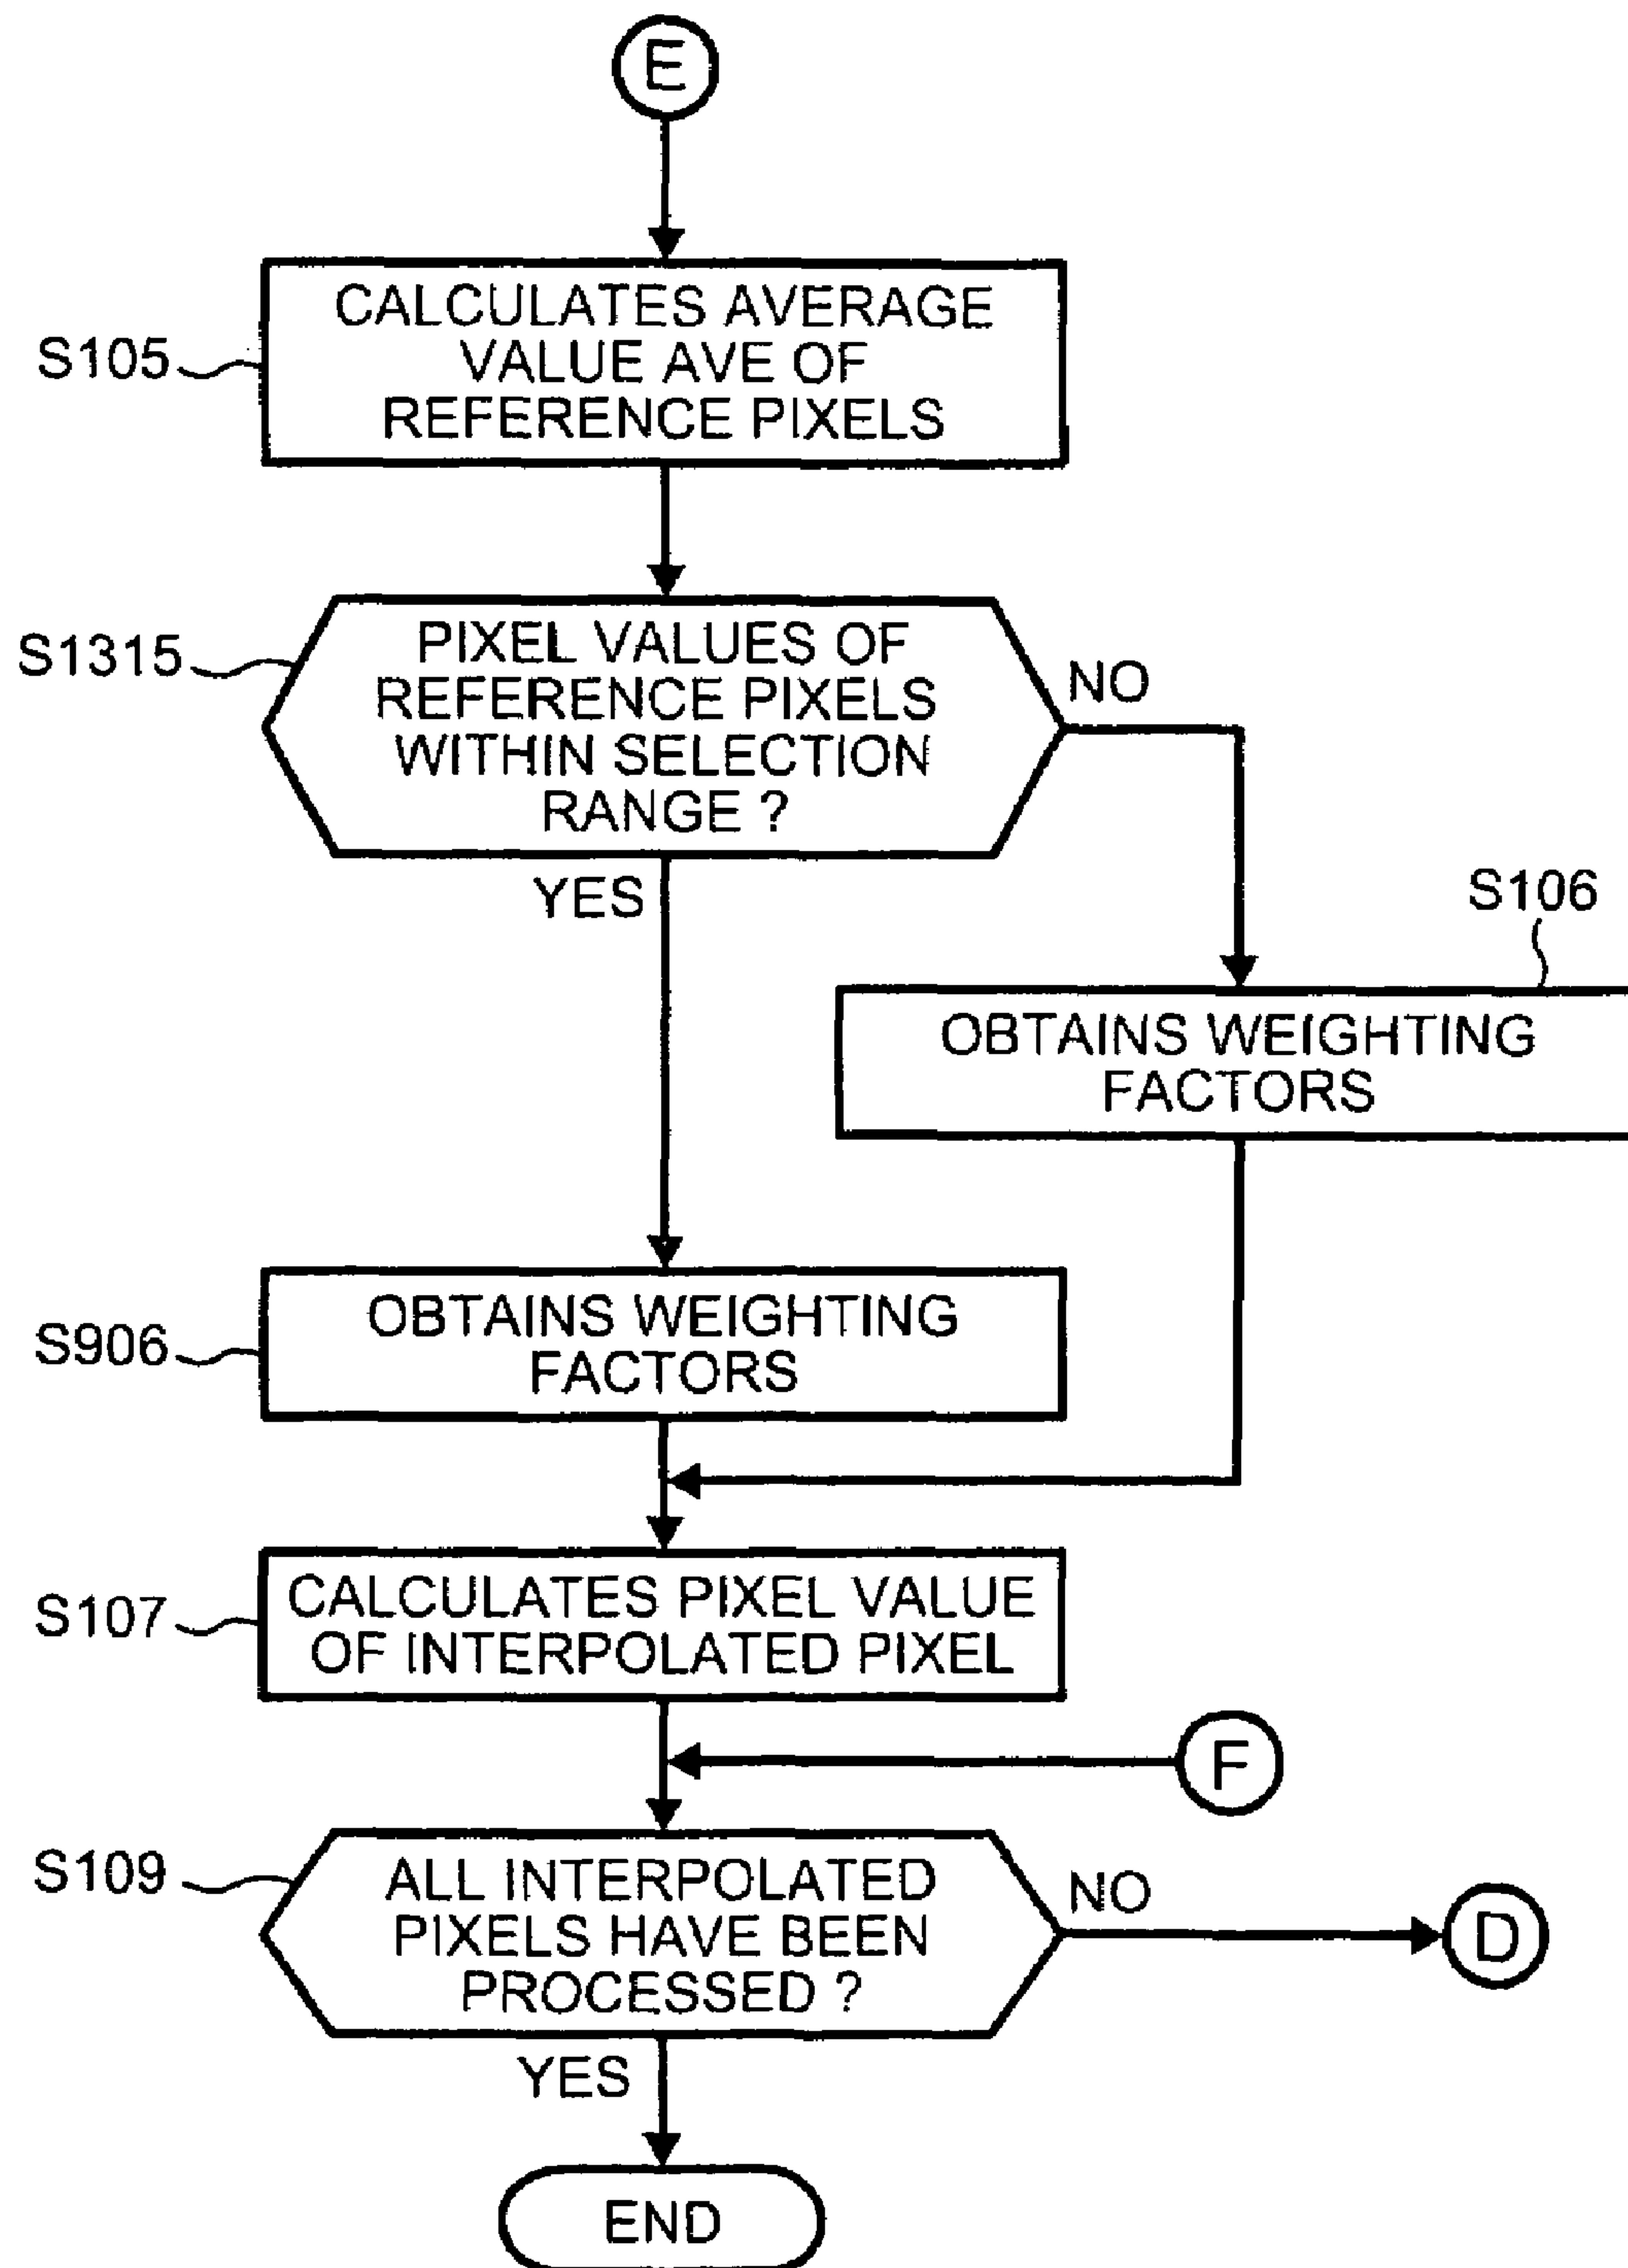 E
CALCULATES AVERAGE
VALUE AVE OF
REFERENCE PIXELS
S105
PIXEL VALUES OF
REFERENCE PIXELS
WITHIN SELECTION
RANGE ?
S1315
NO
YES
S106
OBTAINS WEIGHTING
FACTORS
OBTAINS WEIGHTING
FACTORS
S906
CALCULATES PIXEL VALUE
OF INTERPOLATED PIXEL
S107
F
ALL INTERPOLATED
PIXELS HAVE BEEN
PROCESSED ?
S109
NO
D
YES
END